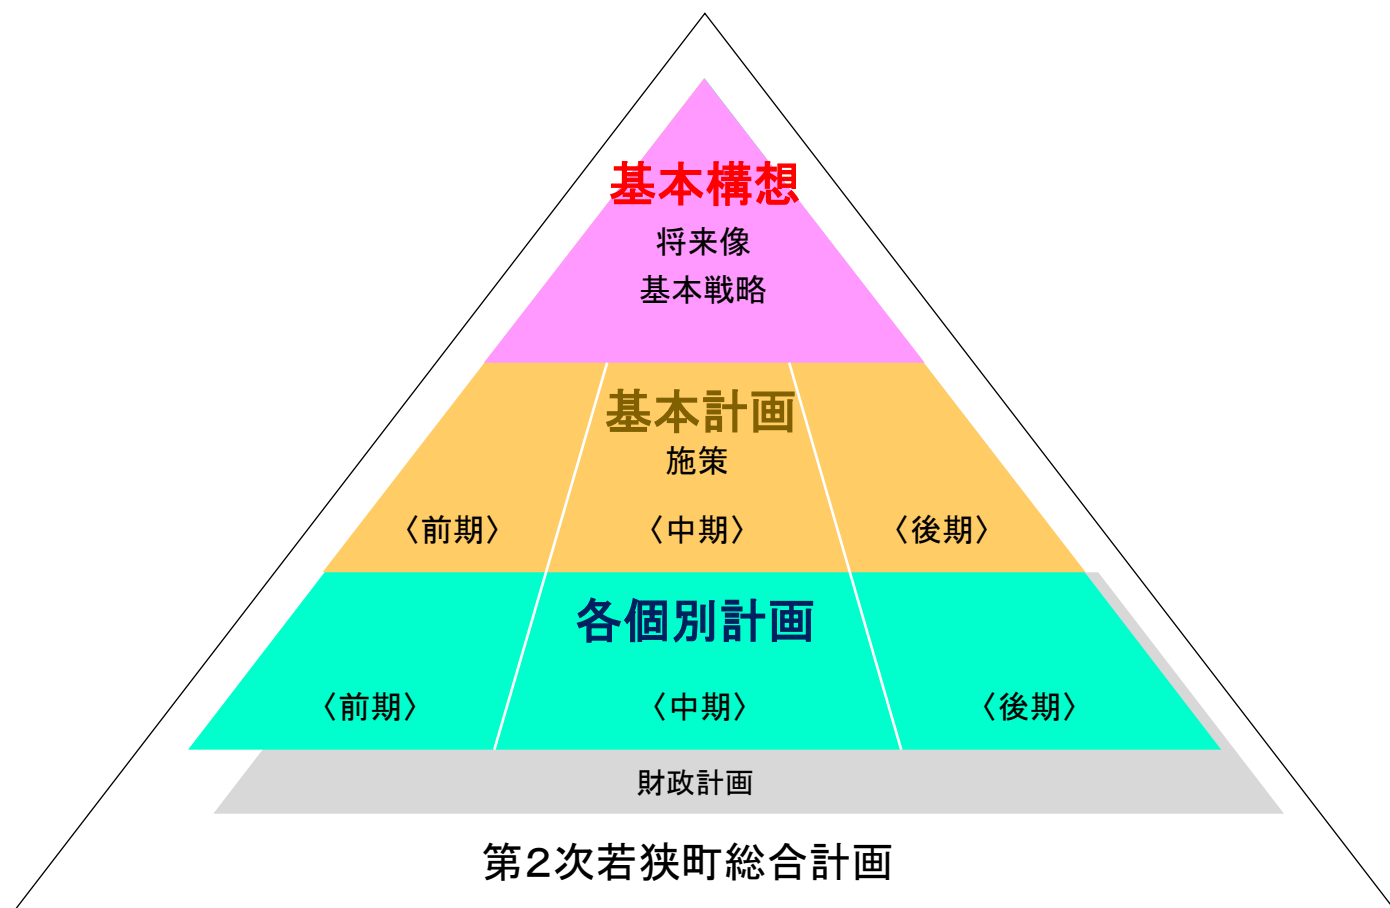 基本構想
将来像
基本戦略
基本計画
施策
〈前期〉 〈中期〉 〈後期〉
各個別計画
〈前期〉 〈中期〉 〈後期〉
財政計画
第2次若狭町総合計画